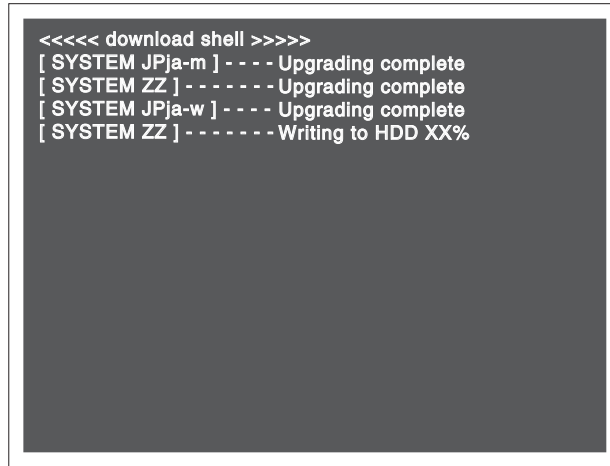 <<<<< download shell >>>>>
[ SYSTEM JPja-m ] - - - - Upgrading complete
[ SYSTEM ZZ ] - - - - - - - Upgrading complete
[ SYSTEM JPja-w ] - - - - Upgrading complete
[ SYSTEM ZZ ] - - - - - - - Writing to HDD XX%